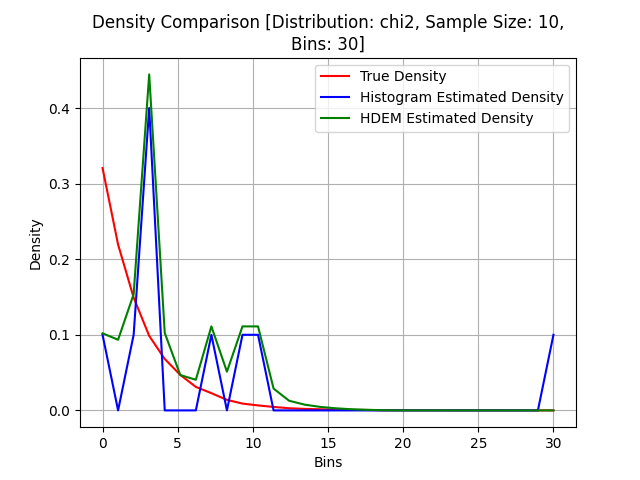 Density Comparison [Distribution: chi2, Sample Size: 10,
Bins: 30]
True Density
Histogram Estimated Density
HDEM Estimated Density
Density
0.4
0.3
0.2
0.1
0.0
0 5 10 15 20 25 30
Bins